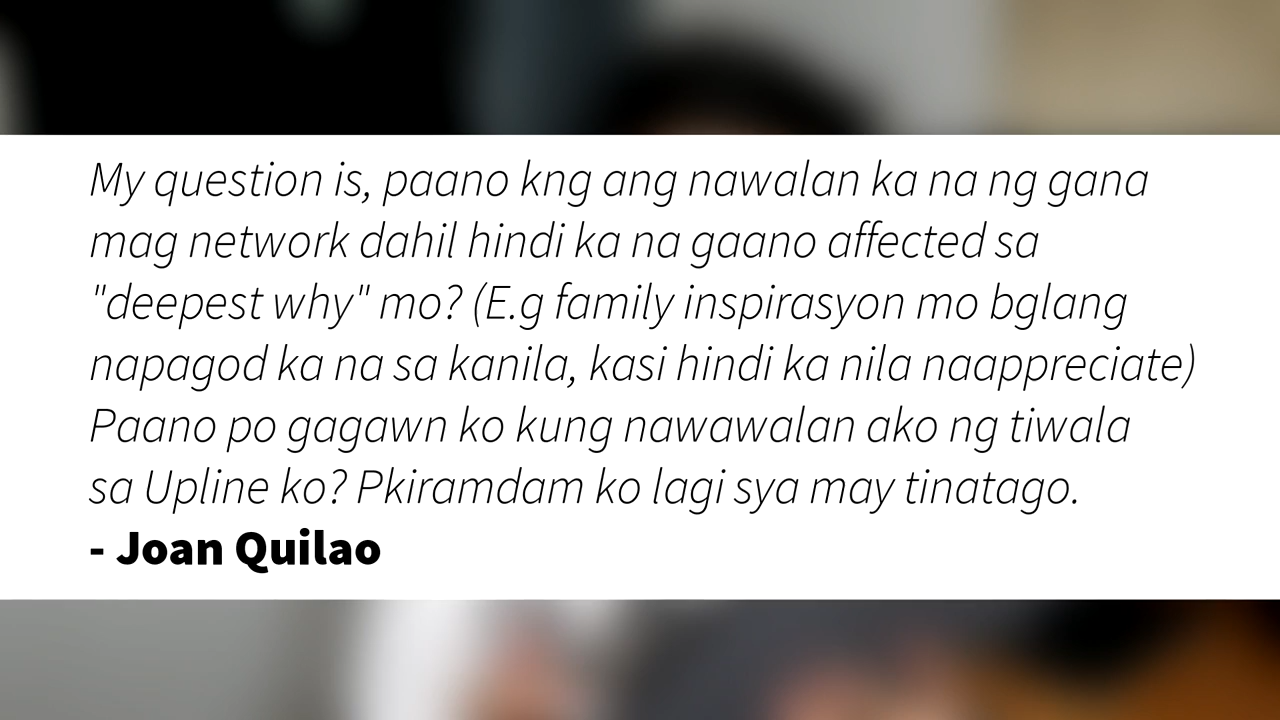 My question is, paano kng ang nawalan ka na ng gana
mag network dahil hindi ka na gaano affected sa
"deepest why" mo? (E.g family inspirasyon mo bglang
napagod ka na sa kanila, kasi hindi ka nila naappreciate)
Paano po gagawn ko kung nawawalan ako ng tiwala
sa Upline ko? Pkiramdam ko lagi sya may tinatago.
- Joan Quilao